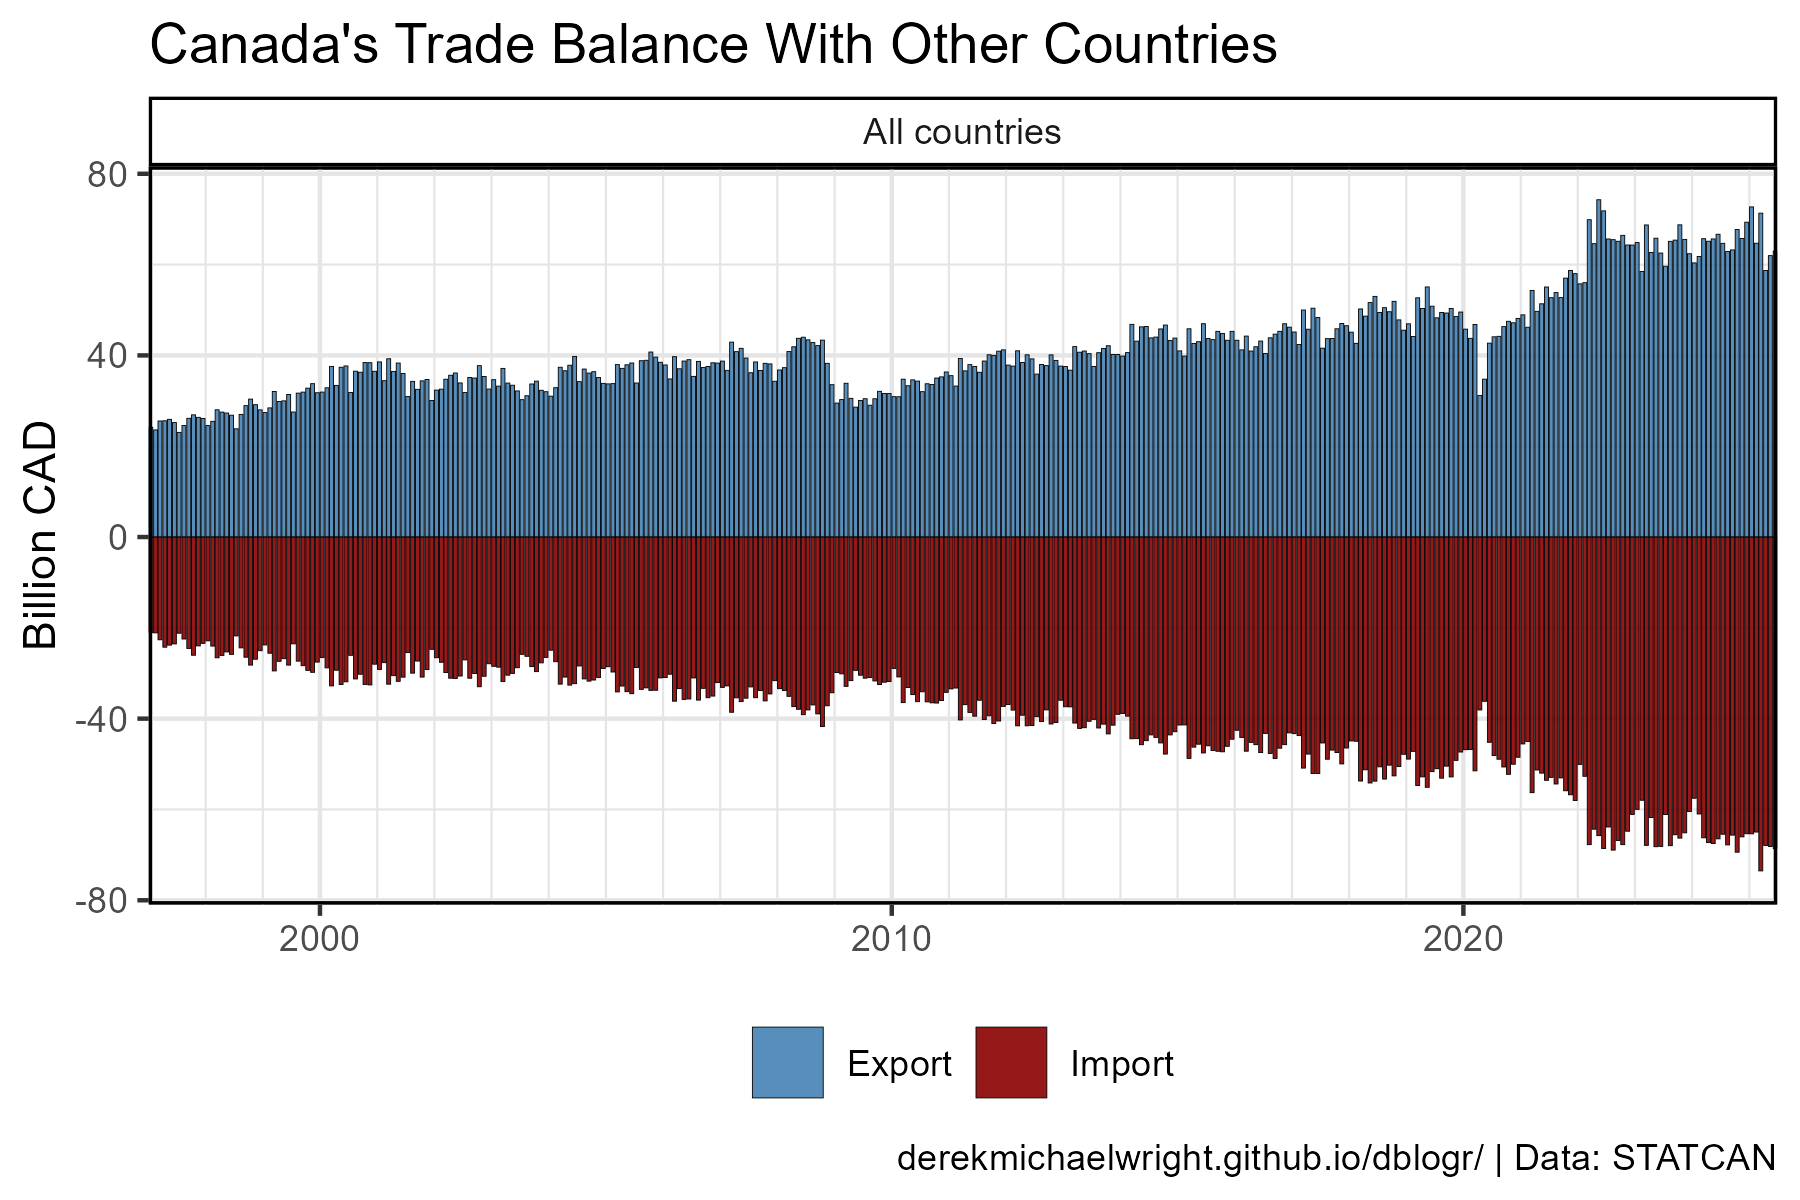 Canada's Trade Balance With Other Countries
All countries
80
40
0
-40
-80
Billion CAD
2000
2010
2020
Export
Import
derekmichaelwright.github.io/dblogr/ | Data: STATCAN